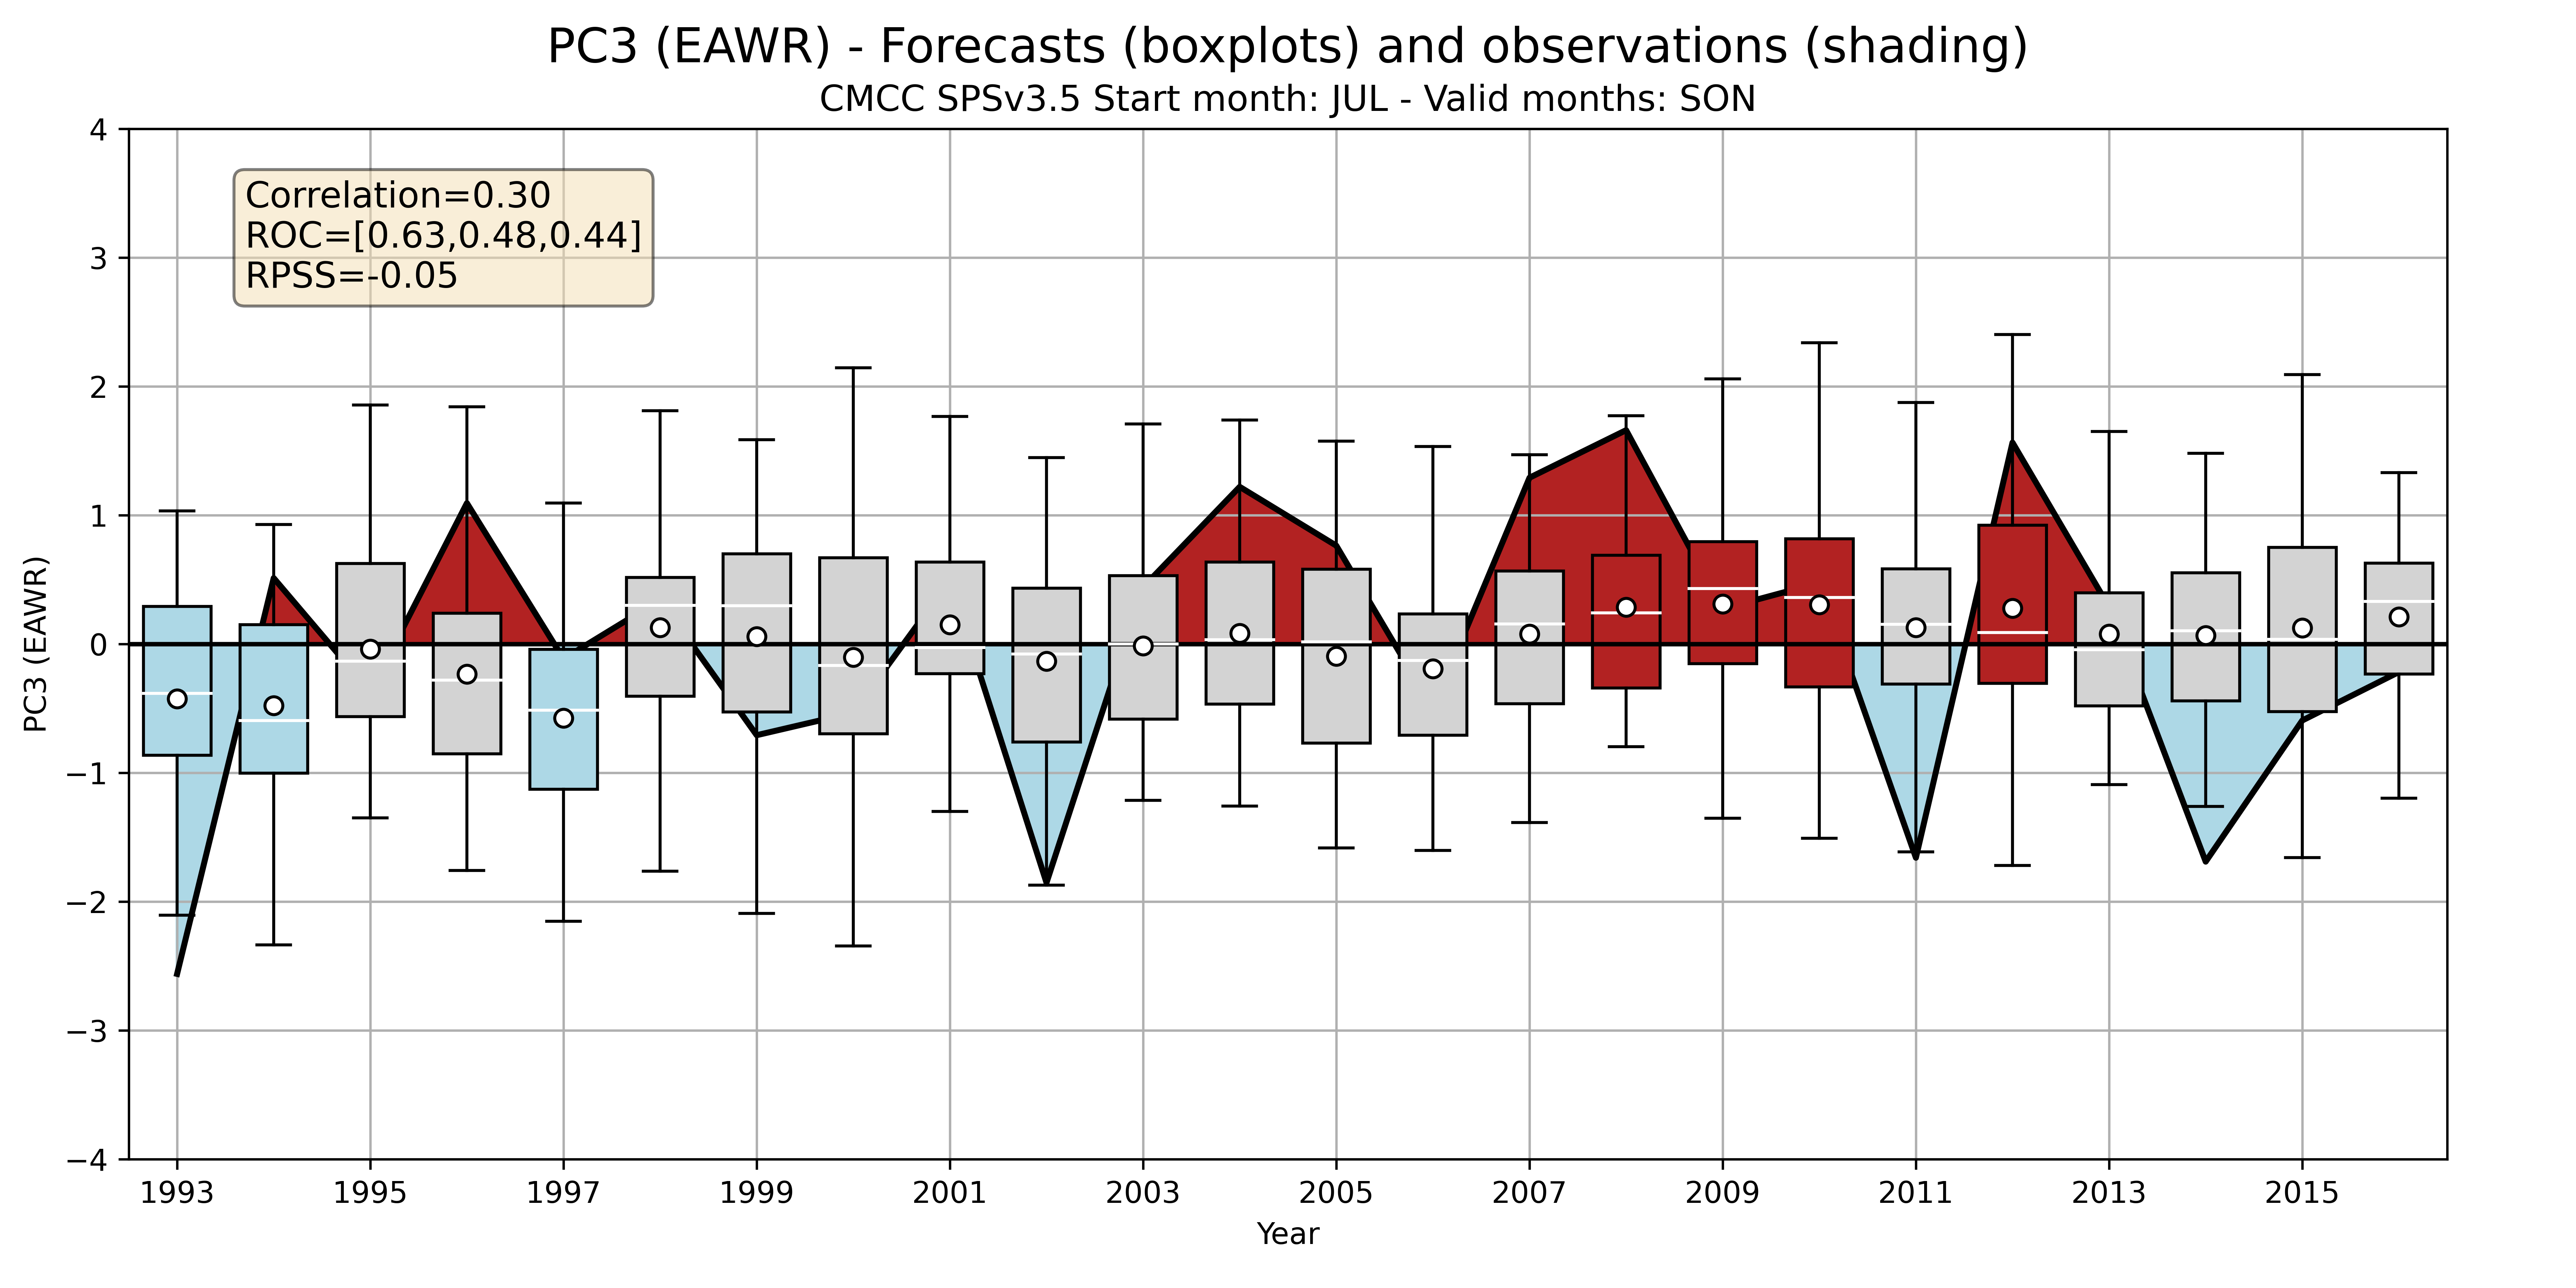 PC3 (EAWR) - Forecasts (boxplots) and observations (shading)
CMCC SPSv3.5 Start month: JUL - Valid months: SON
Correlation=0.30
ROC=[0.63,0.48,0.44]
RPSS=-0.05
PC3 (EAWR)
4
3
2
1
0
−1
−2
−3
−4
1993 1995 1997 1999 2001 2003 2005 2007 2009 2011 2013 2015
Year